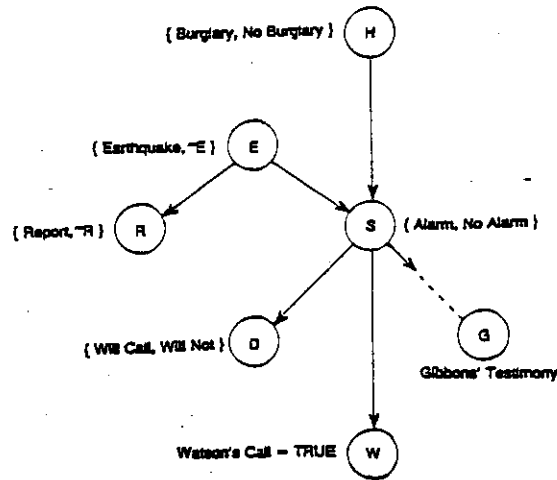 { Burglary, No Burglary }
H
{ Earthquake, ~E }
E
{ Report, ~R }
R
S
{ Alarm, No Alarm }
{ Will Call, Will Not }
D
G
Gibbons' Testimony
Watson's Call = TRUE
W